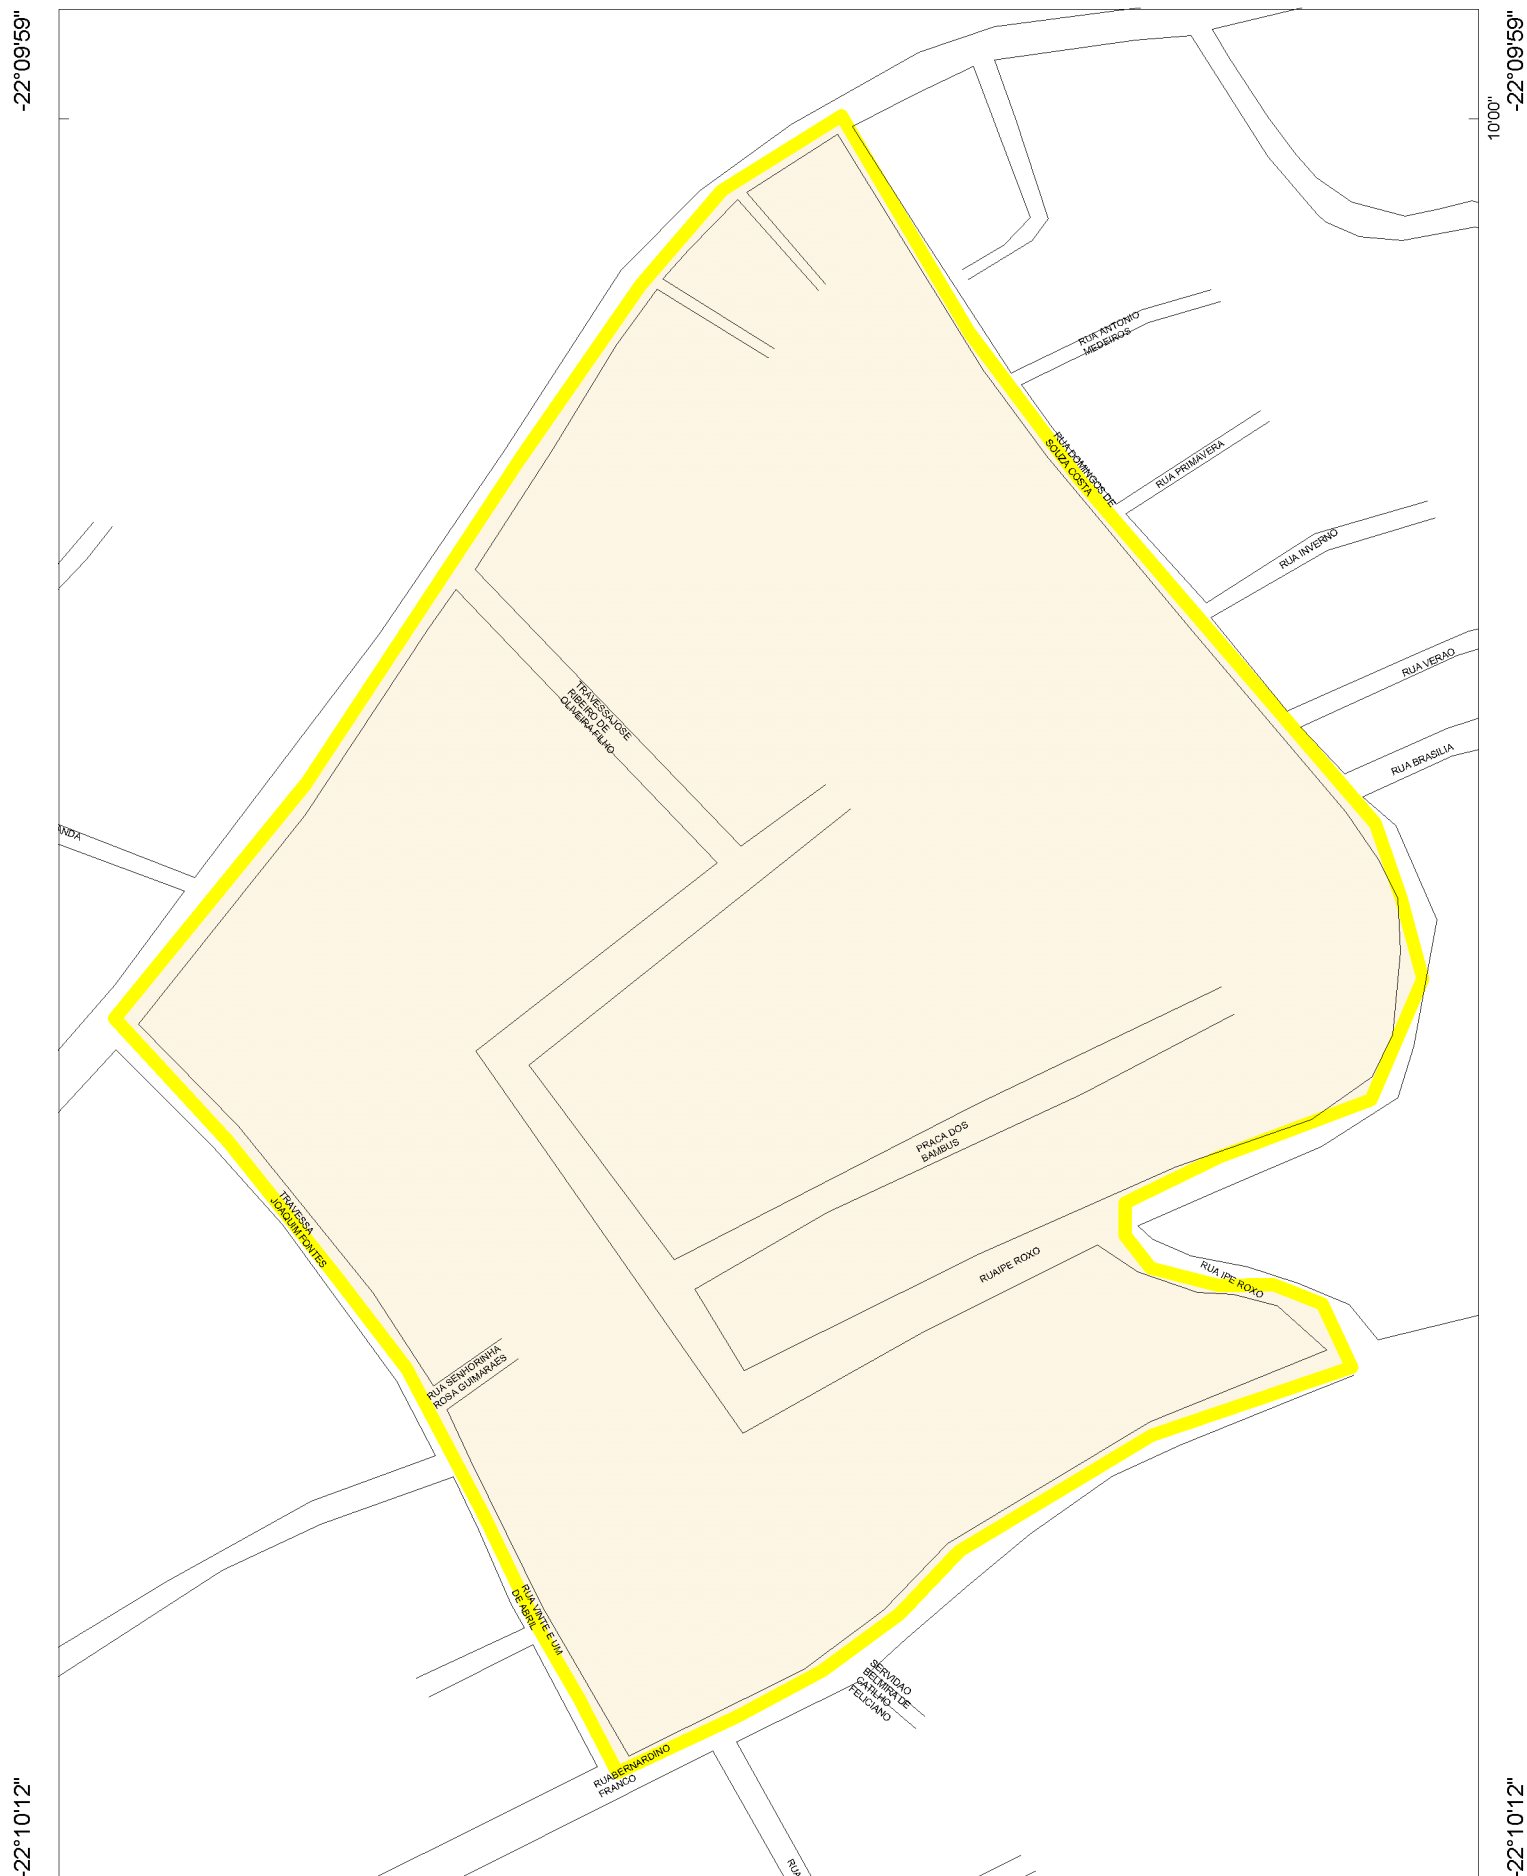 -22°09'59"
-22°09'59"
10'00"
RUA ANTONIO
MEDEIROS
RUA DOMINGOS DE
SOUZA COSTA
RUA PRIMAVERA
RUA INVERNO
RUA VERAO
RUA BRASILIA
TRAVESSAJOSE
RIBEIRO DE
OLIVEIRA FILHO
ANDA
PRACA DOS
BAMBUS
TRAVESSA
JOAQUIM FONTES
RUAIPE ROXO
RUA IPE ROXO
RUA SENHORINHA
ROSA GUIMARAES
RUA VINTE E UM
DE ABRIL
SERVIDAO
BELMIRA DE
CATILHO
FELICIANO
RUABERNARDINO
FRANCO
RUA
-22°10'12"
-22°10'12"